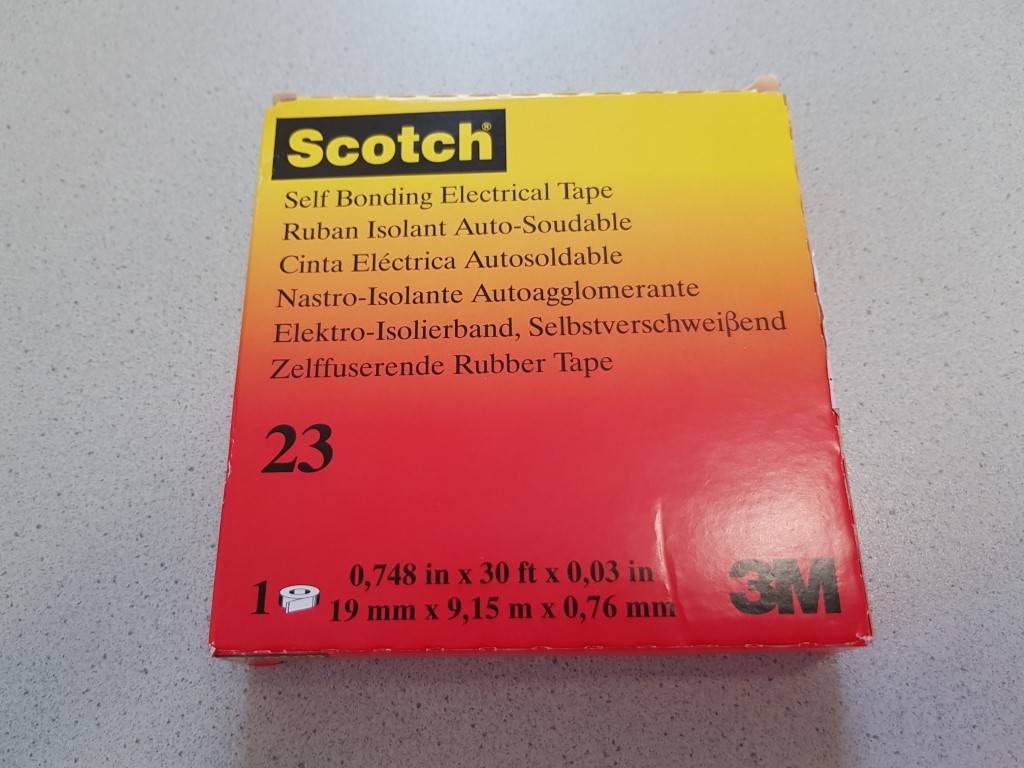 Scotch®
Self Bonding Electrical Tape
Ruban Isolant Auto-Soudable
Cinta Eléctrica Autosoldable
Nastro-Isolante Autoagglomerante
Elektro-Isolierband, Selbstverschweißend
Zelffuserende Rubber Tape
23
1 0,748 in x 30 ft x 0,03 in
19 mm x 9,15 m x 0,76 mm
3M